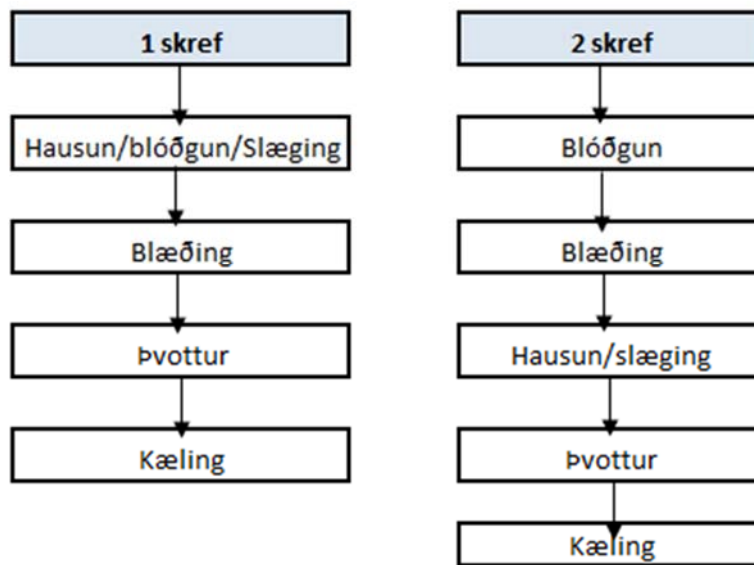 1 skref
Hausun/blóðgun/Slæging
Blæðing
Þvottur
Kæling
2 skref
Blóðgun
Blæðing
Hausun/slæging
Þvottur
Kæling